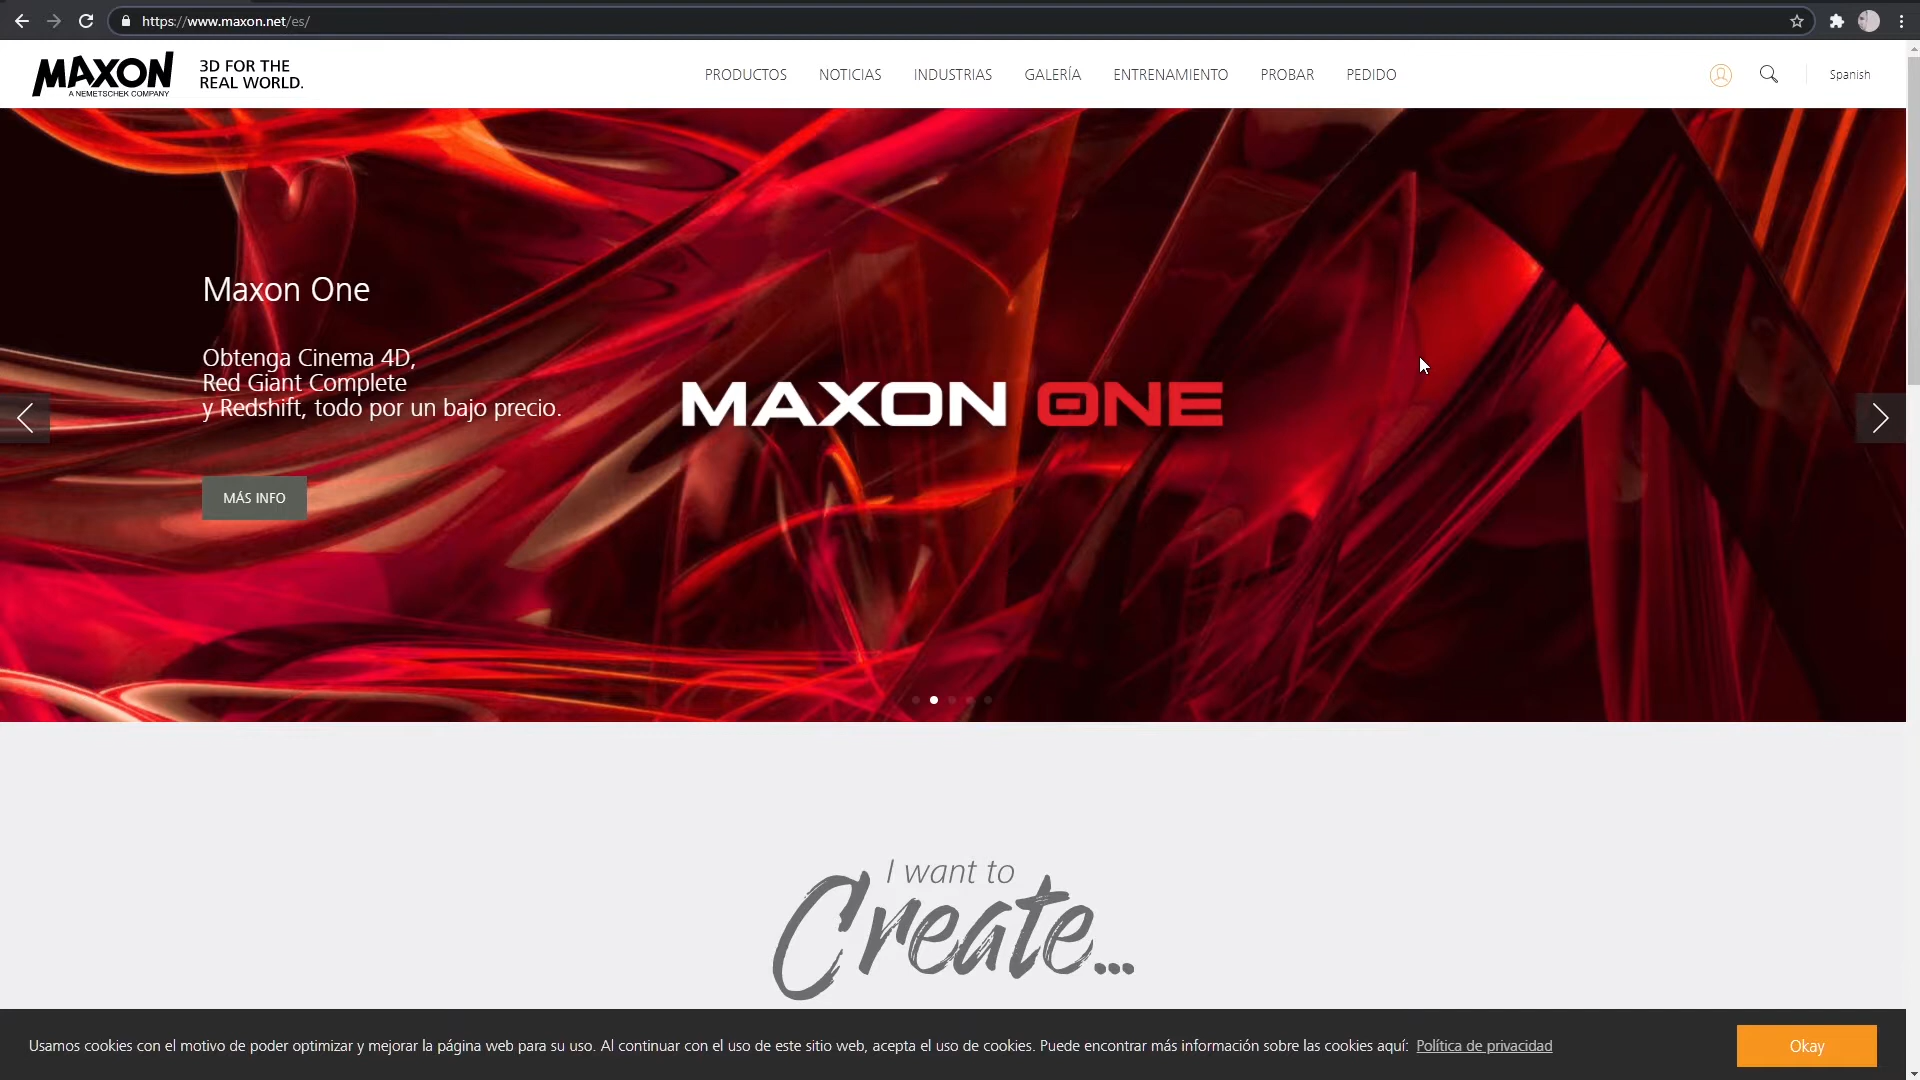 https://www.maxon.net/es/
MAXON
A NEMETSCHEK COMPANY
3D FOR THE
REAL WORLD.
PRODUCTOS
NOTICIAS
INDUSTRIAS
GALERÍA
ENTRENAMIENTO
PROBAR
PEDIDO
Spanish
Maxon One
Obtenga Cinema 4D,
Red Giant Complete
y Redshift, todo por un bajo precio.
MAXON ONE
MÁS INFO
I want to
Create...
Usamos cookies con el motivo de poder optimizar y mejorar la página web para su uso. Al continuar con el uso de este sitio web, acepta el uso de cookies. Puede encontrar más información sobre las cookies aquí: Política de privacidad
Okay